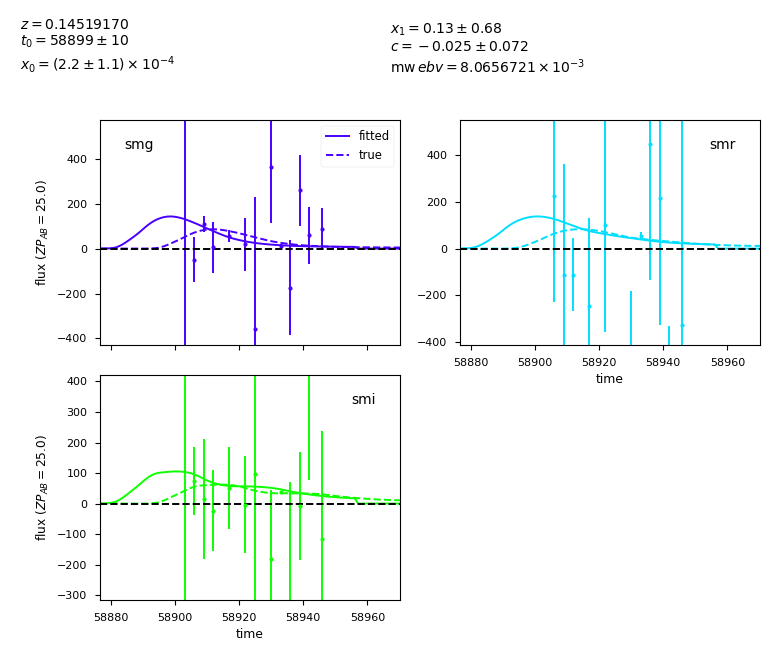 z = 0.14519170
t₀ = 58899 ± 10
x₀ = (2.2 ± 1.1) × 10⁻⁴
x₁ = 0.13 ± 0.68
c = −0.025 ± 0.072
mw ebv = 8.0656721 × 10⁻³
smg
fitted
true
400
200
0
−200
−400
flux (ZP_AB = 25.0)
smr
400
200
0
−200
−400
58880 58900 58920 58940 58960
time
smi
400
300
200
100
0
−100
−200
−300
flux (ZP_AB = 25.0)
58880 58900 58920 58940 58960
time